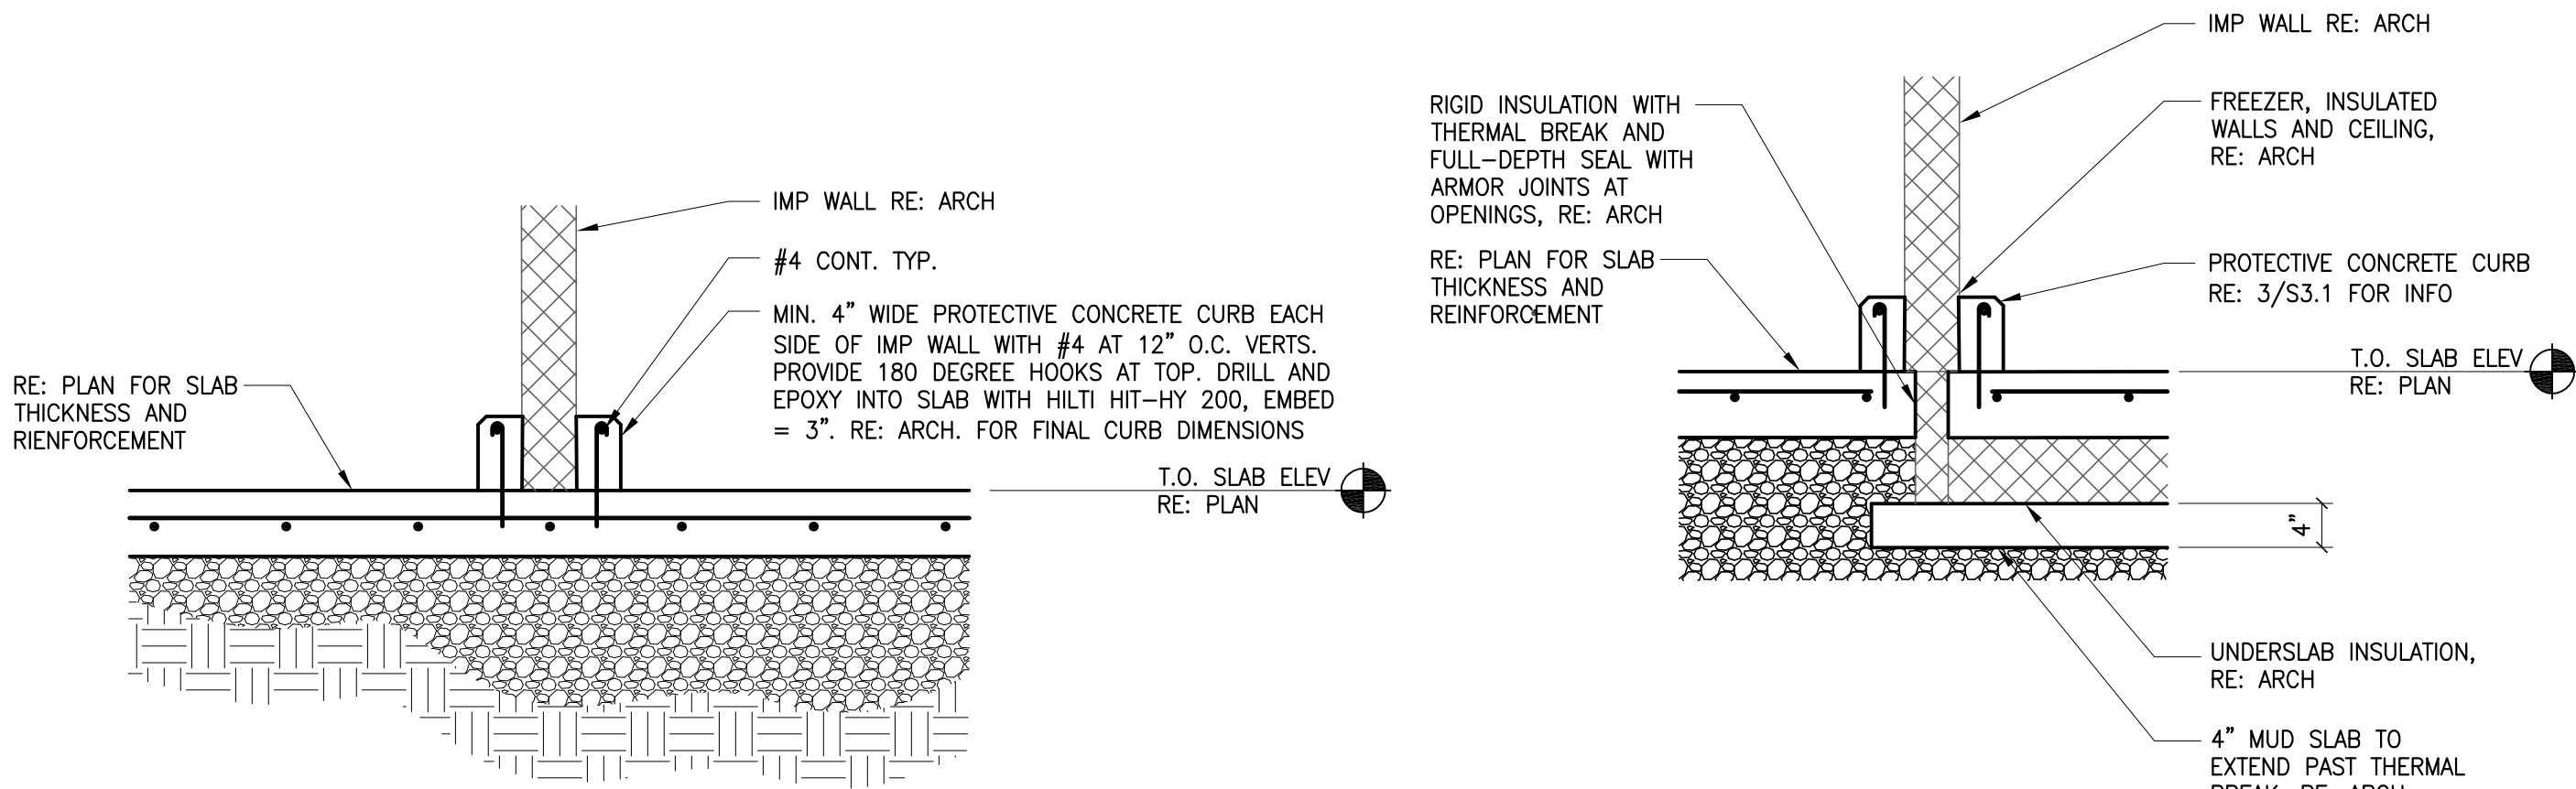 IMP WALL RE: ARCH
#4 CONT. TYP.
MIN. 4" WIDE PROTECTIVE CONCRETE CURB EACH
SIDE OF IMP WALL WITH #4 AT 12" O.C. VERTS.
PROVIDE 180 DEGREE HOOKS AT TOP. DRILL AND
EPOXY INTO SLAB WITH HILTI HIT-HY 200, EMBED
= 3". RE: ARCH. FOR FINAL CURB DIMENSIONS
RE: PLAN FOR SLAB
THICKNESS AND
RIENFORCEMENT
T.O. SLAB ELEV
RE: PLAN
IMP WALL RE: ARCH
RIGID INSULATION WITH
THERMAL BREAK AND
FULL-DEPTH SEAL WITH
ARMOR JOINTS AT
OPENINGS, RE: ARCH
RE: PLAN FOR SLAB
THICKNESS AND
REINFORCEMENT
FREEZER, INSULATED
WALLS AND CEILING,
RE: ARCH
PROTECTIVE CONCRETE CURB
RE: 3/S3.1 FOR INFO
T.O. SLAB ELEV
RE: PLAN
4"
UNDERSLAB INSULATION,
RE: ARCH
4" MUD SLAB TO
EXTEND PAST THERMAL
BREAK, RE: ARCH